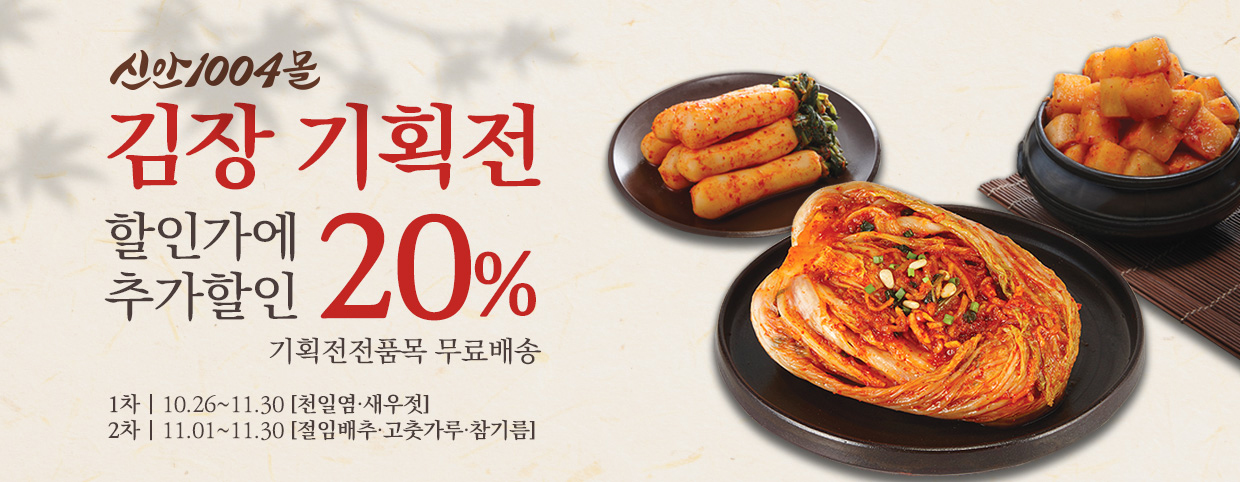 신안1004몰
김장 기획전
할인가에
추가할인 20%
기획전전품목 무료배송
1차 | 10.26~11.30 [천일염·새우젓]
2차 | 11.01~11.30 [절임배추·고춧가루·참기름]